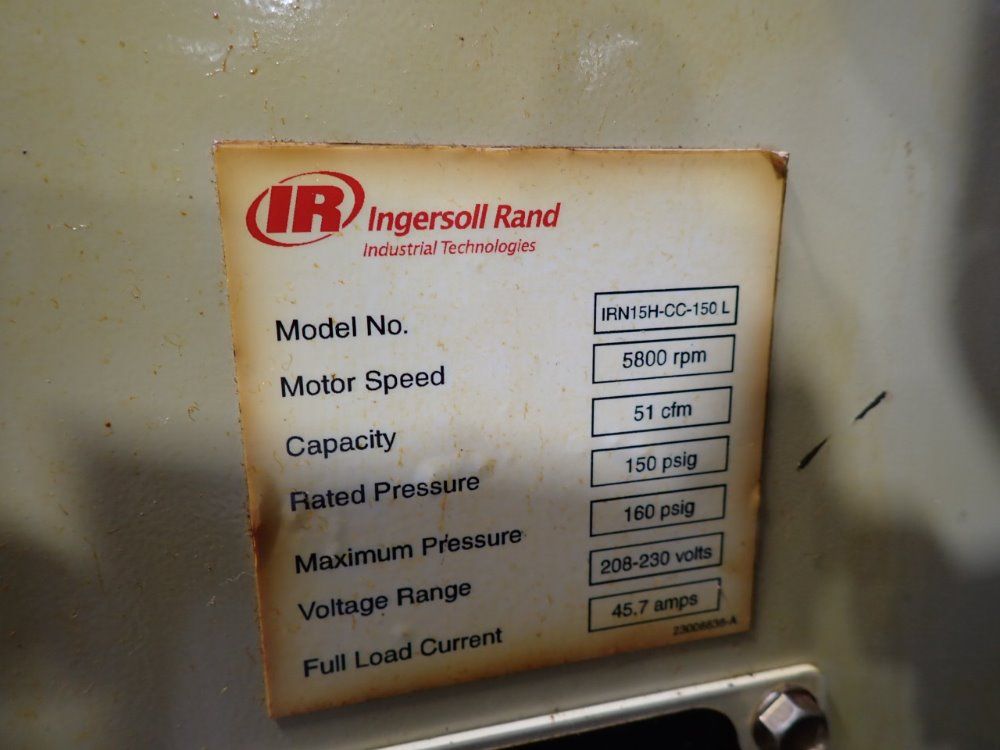 IR Ingersoll Rand
Industrial Technologies
Model No. IRN15H-CC-150 L
Motor Speed 5800 rpm
Capacity 51 cfm
Rated Pressure 150 psig
Maximum Pressure 160 psig
Voltage Range 208-230 volts
Full Load Current 45.7 amps